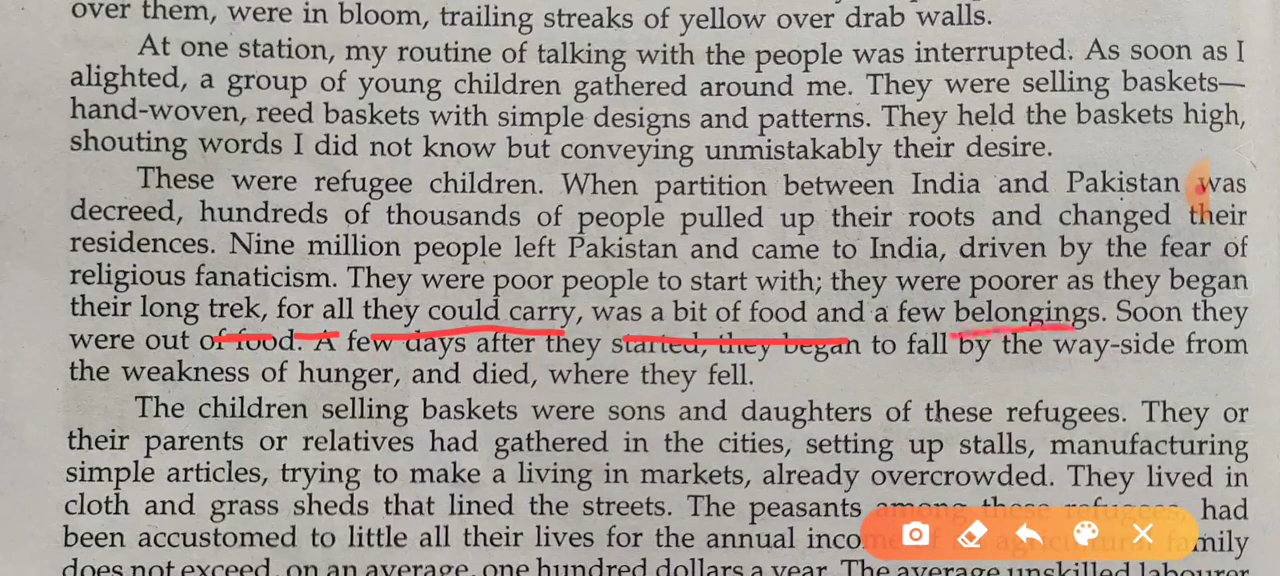 over them, were in bloom, trailing streaks of yellow over drab walls.
At one station, my routine of talking with the people was interrupted. As soon as I
alighted, a group of young children gathered around me. They were selling baskets—
hand-woven, reed baskets with simple designs and patterns. They held the baskets high,
shouting words I did not know but conveying unmistakably their desire.
These were refugee children. When partition between India and Pakistan was
decreed, hundreds of thousands of people pulled up their roots and changed their
residences. Nine million people left Pakistan and came to India, driven by the fear of
religious fanaticism. They were poor people to start with; they were poorer as they began
their long trek, for all they could carry, was a bit of food and a few belongings. Soon they
were out of food. A few days after they started, they began to fall by the way-side from
the weakness of hunger, and died, where they fell.
The children selling baskets were sons and daughters of these refugees. They or
their parents or relatives had gathered in the cities, setting up stalls, manufacturing
simple articles, trying to make a living in markets, already overcrowded. They lived in
cloth and grass sheds that lined the streets. The peasants among these refugees, had
been accustomed to little all their lives for the annual income of agricultural family
does not exceed, on an average, one hundred dollars a year. The average unskilled labourer